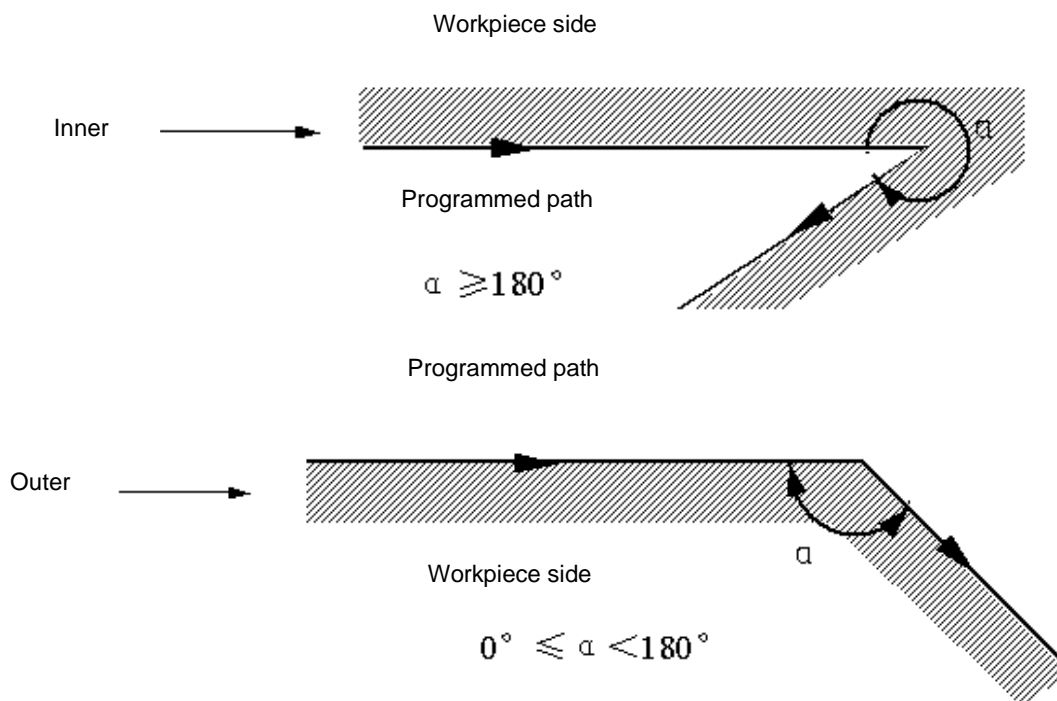 Workpiece side
Inner
α
Programmed path
α ≥180°
Programmed path
Outer
α
Workpiece side
0° ≤ α <180°